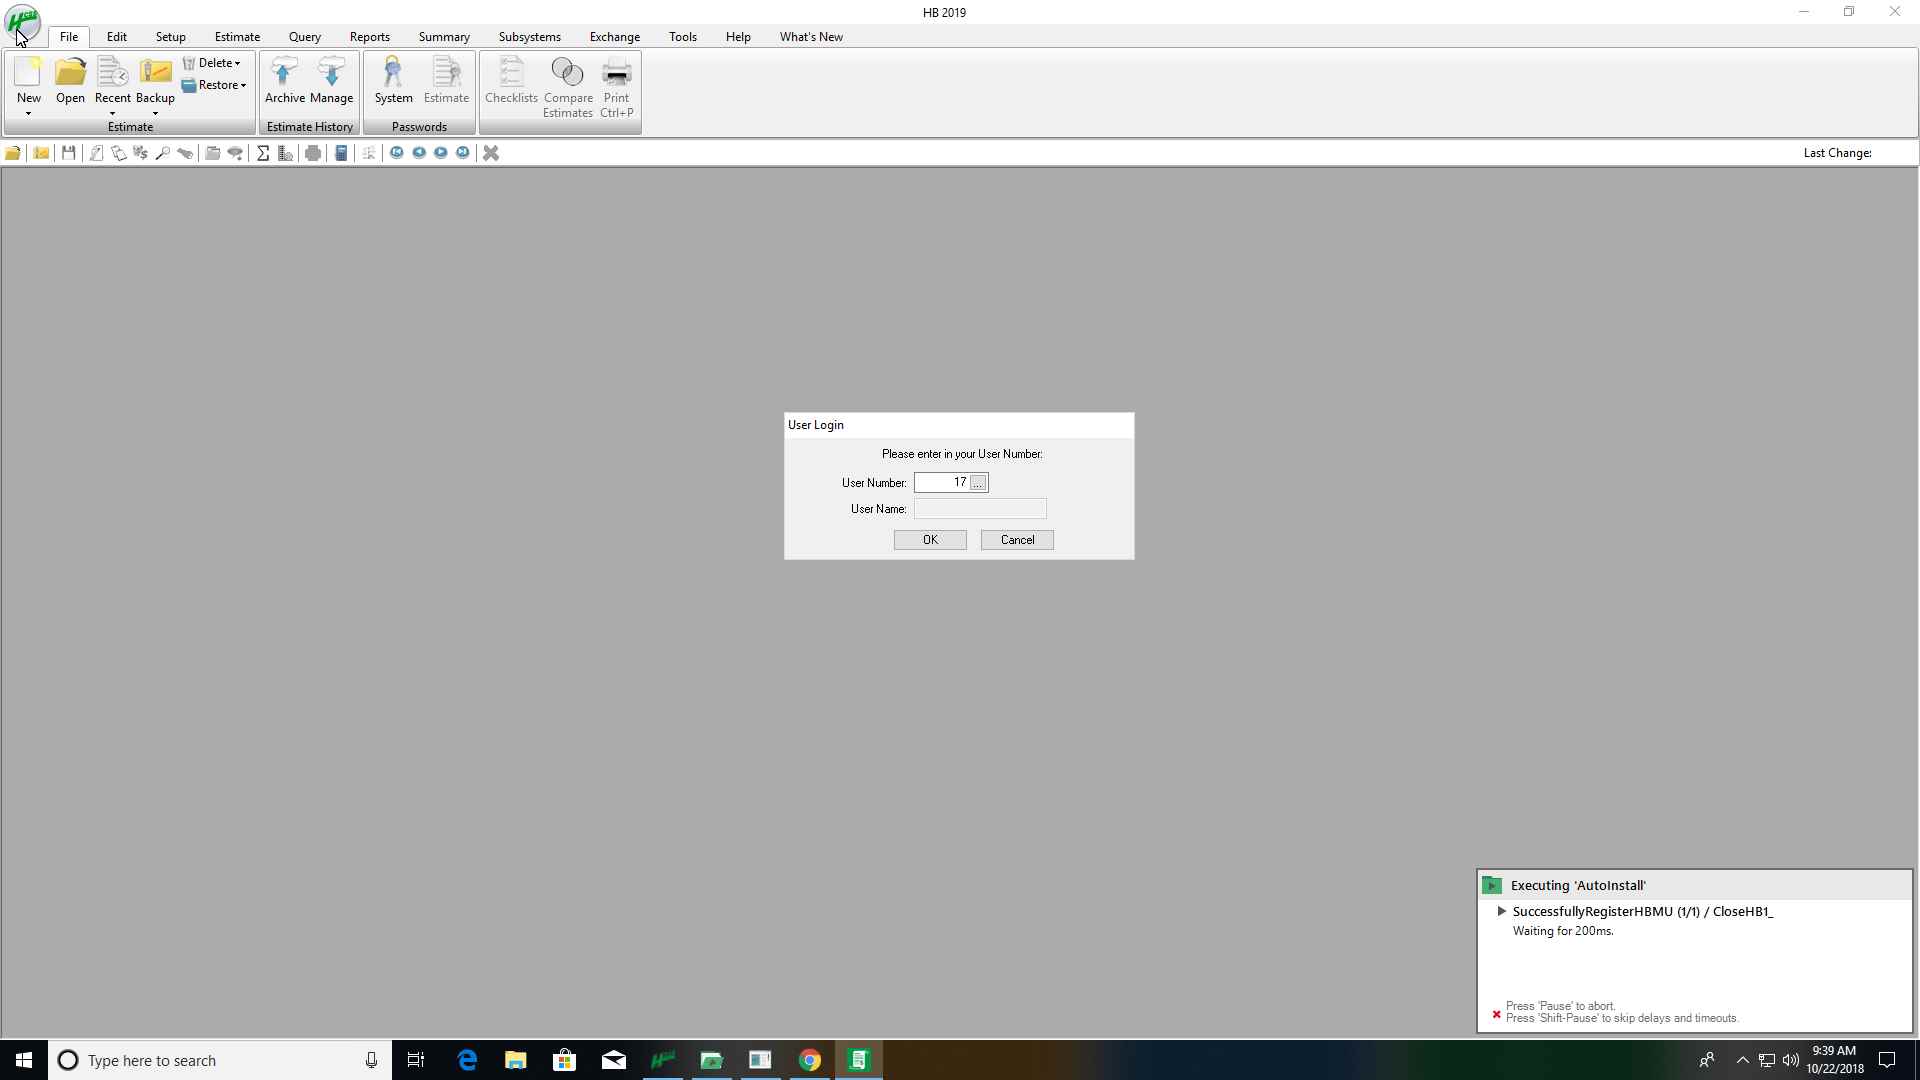 HB 2019
File Edit Setup Estimate Query Reports Summary Subsystems Exchange Tools Help What's New
New Open Recent Backup Delete Restore
Archive Manage
System Estimate
Checklists Compare Estimates Print Ctrl+P
Estimate Estimate History Passwords
Last Change:
User Login
Please enter in your User Number:
User Number: 17 ...
User Name:
OK Cancel
Executing 'AutoInstall'
SuccessfullyRegisterHBMU (1/1) / CloseHB1_
Waiting for 200ms.
Press 'Pause' to abort.
Press 'Shift-Pause' to skip delays and timeouts.
Type here to search
9:39 AM
10/22/2018